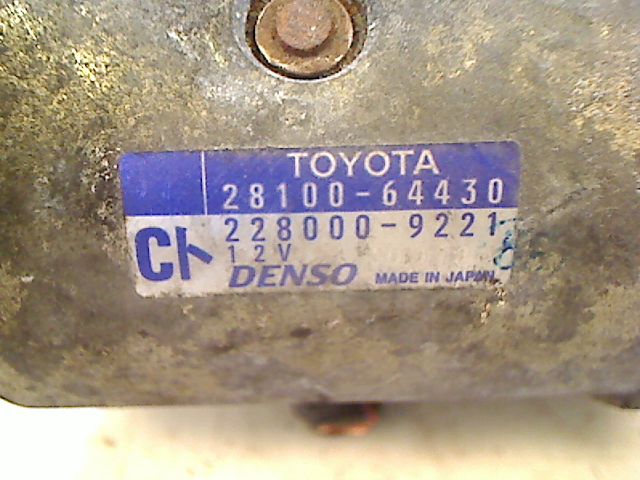 TOYOTA
28100-64430
228000-9221
12V
DENSO MADE IN JAPAN